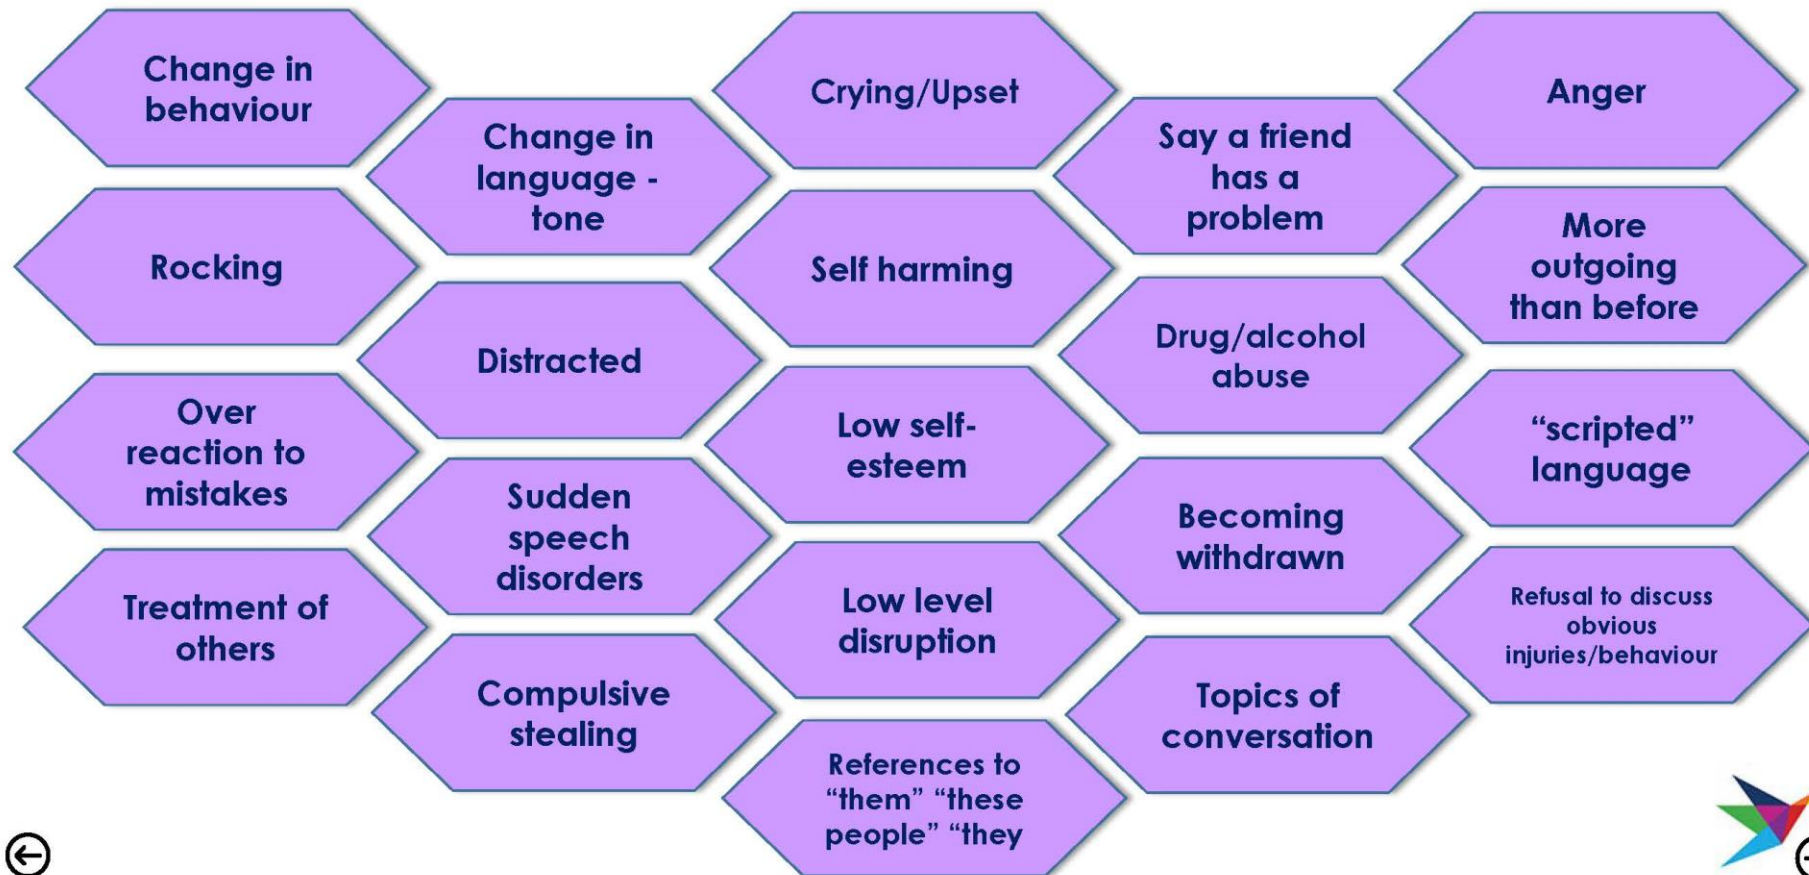 Change in
behaviour
Rocking
Over
reaction to
mistakes
Treatment of
others
Change in
language -
tone
Distracted
Sudden
speech
disorders
Compulsive
stealing
Crying/Upset
Self harming
Low self-
esteem
Low level
disruption
References to
“them” “these
people” “they
Say a friend
has a
problem
Drug/alcohol
abuse
Becoming
withdrawn
Topics of
conversation
Anger
More
outgoing
than before
“scripted”
language
Refusal to discuss
obvious
injuries/behaviour